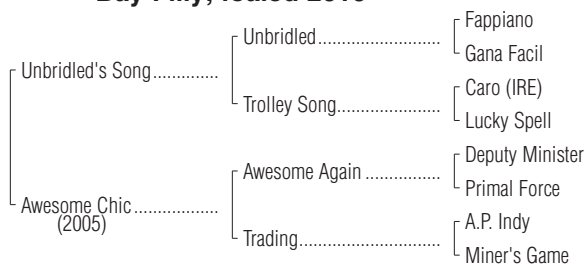 Bay Filly; foaled
Fappiano
Unbridled
Gana Facil
Unbridled's Song
Caro (IRE)
Trolley Song
Lucky Spell
Deputy Minister
Awesome Again
Primal Force
Awesome Chic
(2005)
A.P. Indy
Trading
Miner's Game